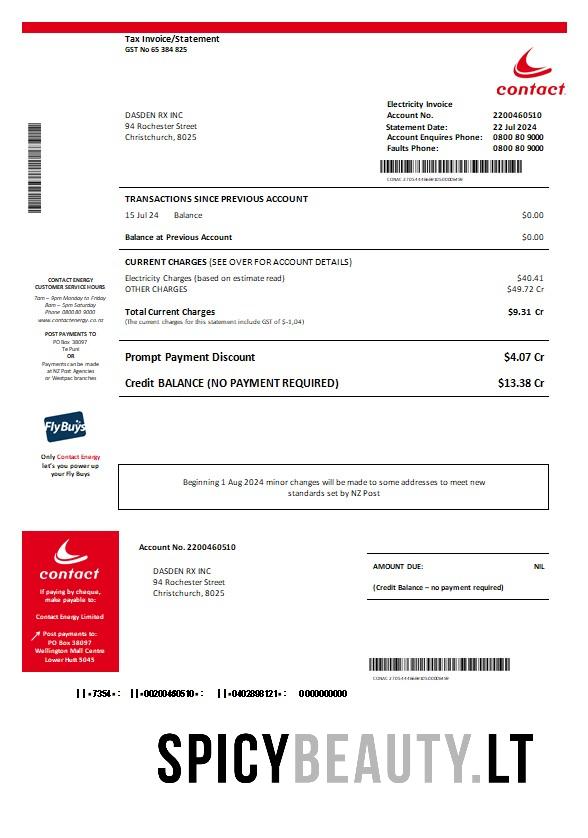 Tax Invoice/Statement
GST No 65 384 825
contact
Electricity Invoice
DASDEN RX INC
94 Rochester Street
Christchurch, 8025
Account No. 2200460510
Statement Date: 22 Jul 2024
Account Enquires Phone: 0800 80 9000
Faults Phone: 0800 80 9000
TRANSACTIONS SINCE PREVIOUS ACCOUNT
15 Jul 24 Balance $0.00
Balance at Previous Account $0.00
CURRENT CHARGES (SEE OVER FOR ACCOUNT DETAILS)
Electricity Charges (based on estimate read) $40.41
OTHER CHARGES $49.72 Cr
Total Current Charges $9.31 Cr
(The current charges for this statement include GST of $-1,04)
Prompt Payment Discount $4.07 Cr
Credit BALANCE (NO PAYMENT REQUIRED) $13.38 Cr
CONTACT ENERGY
CUSTOMER SERVICE HOURS
7am – 9pm Monday to Friday
8am – 5pm Saturday
Phone 0800 80 9000
www.contactenergy.co.nz
POST PAYMENTS TO
PO Box 38097
Te Puni
OR
Payments can be made
at NZ Post Agencies
or Westpac branches
Fly Buys
Only Contact Energy
let's you power up
your Fly Buys
Beginning 1 Aug 2024 minor changes will be made to some addresses to meet new
standards set by NZ Post
contact
If paying by cheque,
make payable to:
Contact Energy Limited
Post payments to:
PO Box 38097
Wellington Mall Centre
Lower Hutt 5045
Account No. 2200460510
DASDEN RX INC
94 Rochester Street
Christchurch, 8025
AMOUNT DUE: NIL
(Credit Balance – no payment required)
7354 00200460510 0402898121 0000000000
SPICYBEAUTY.LT